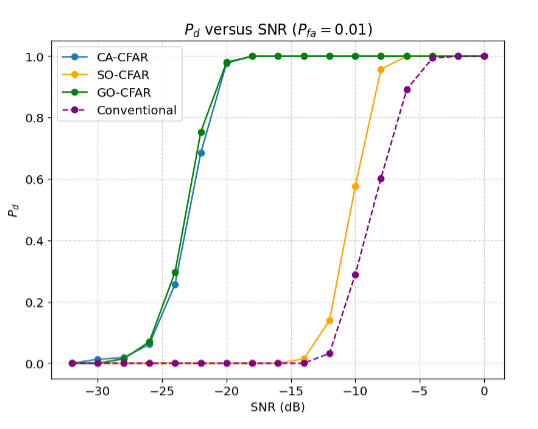 P_d versus SNR (P_fa = 0.01)
CA-CFAR
SO-CFAR
GO-CFAR
Conventional
P_d
1.0
0.8
0.6
0.4
0.2
0.0
−30 −25 −20 −15 −10 −5 0
SNR (dB)